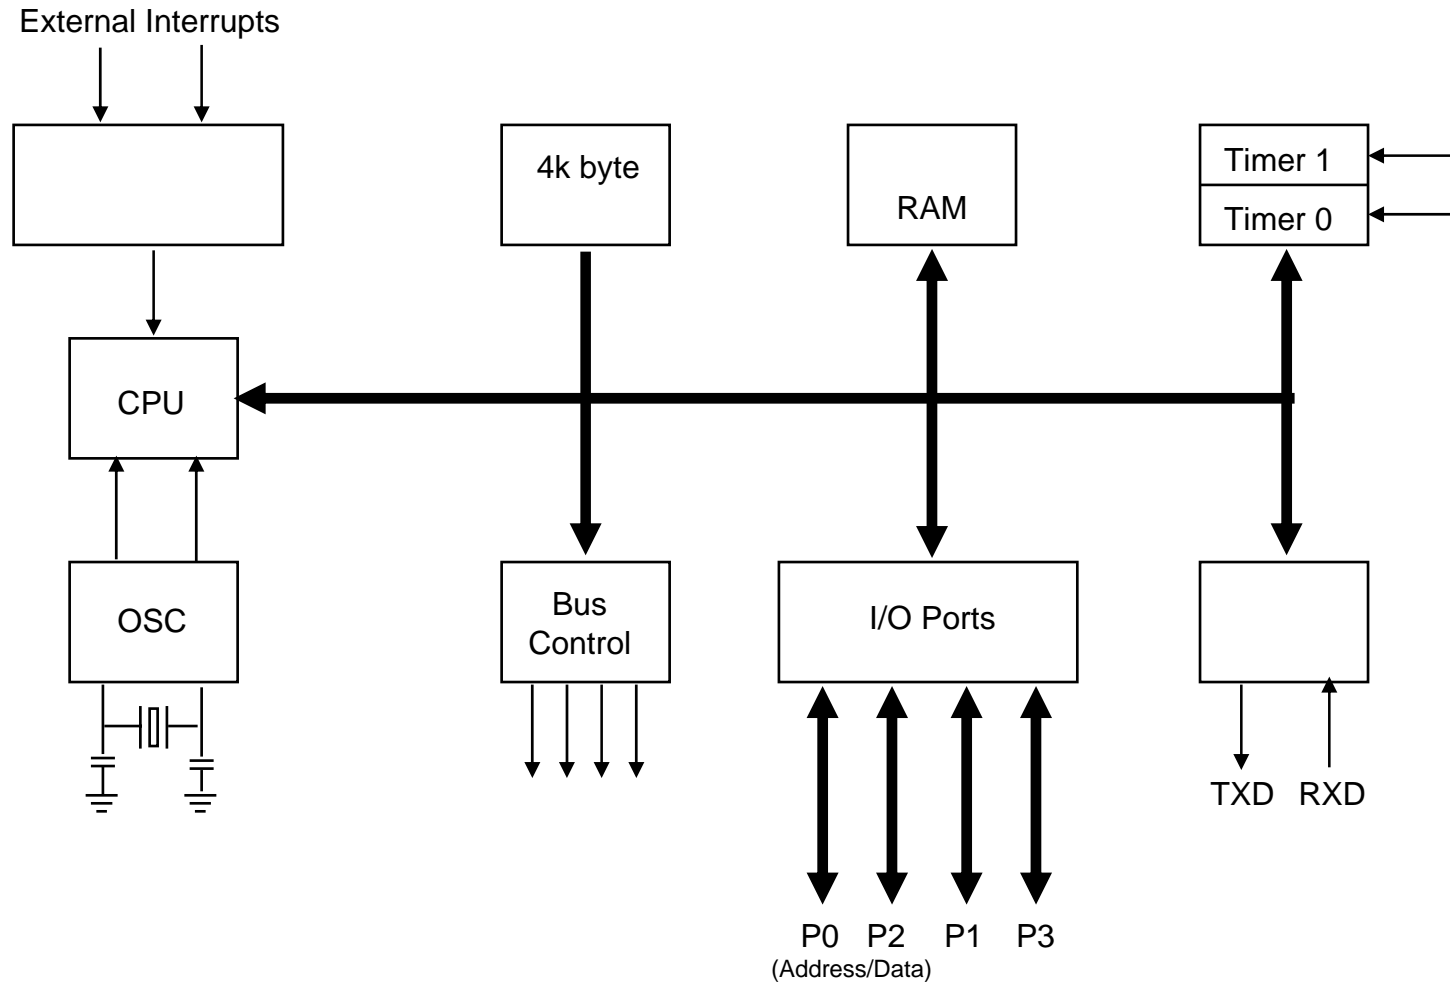 External Interrupts
4k byte
RAM
Timer 1
Timer 0
CPU
OSC
Bus
Control
I/O Ports
TXD RXD
P0 P2 P1 P3
(Address/Data)